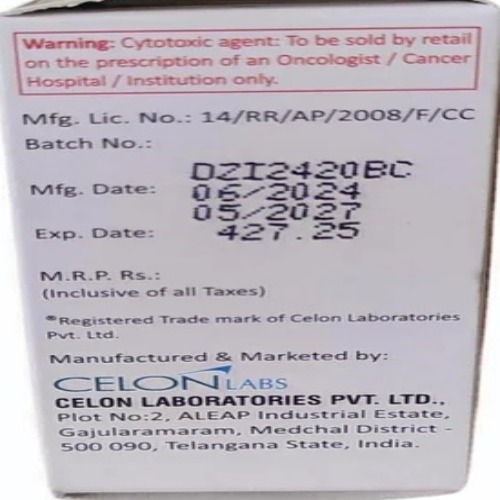 Warning: Cytotoxic agent: To be sold by retail
on the prescription of an Oncologist / Cancer
Hospital / Institution only.
Mfg. Lic. No.: 14/RR/AP/2008/F/CC
Batch No.:
DZI2420BC
Mfg. Date: 06/2024
05/2027
Exp. Date: 427.25
M.R.P. Rs.:
(Inclusive of all Taxes)
®Registered Trade mark of Celon Laboratories
Pvt. Ltd.
Manufactured & Marketed by:
CELON LABS
CELON LABORATORIES PVT. LTD.,
Plot No:2, ALEAP Industrial Estate,
Gajularamaram, Medchal District -
500 090, Telangana State, India.